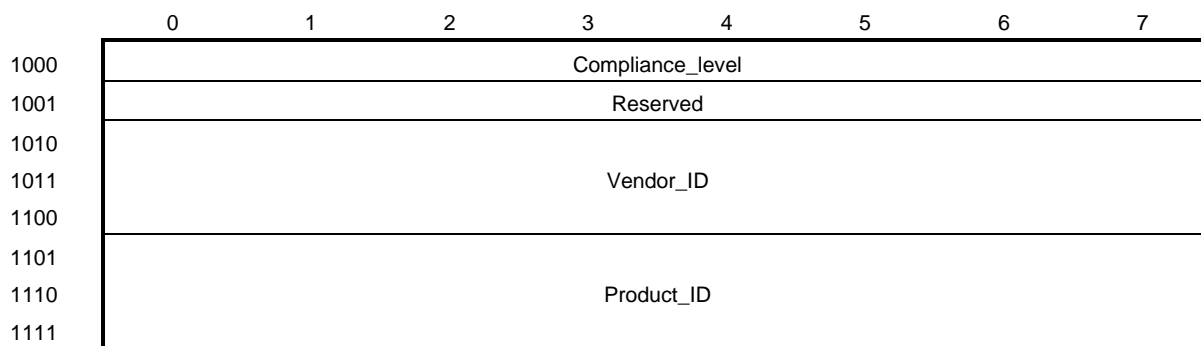 0 1 2 3 4 5 6 7
1000 Compliance_level
1001 Reserved
1010
1011 Vendor_ID
1100
1101
1110 Product_ID
1111